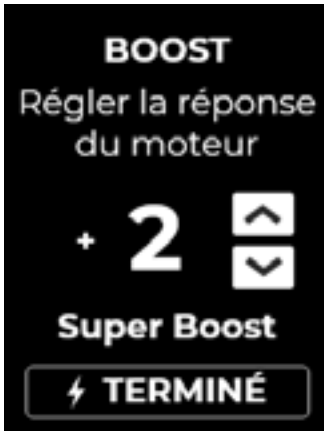 BOOST
Régler la réponse
du moteur
+ 2
Super Boost
TERMINÉ